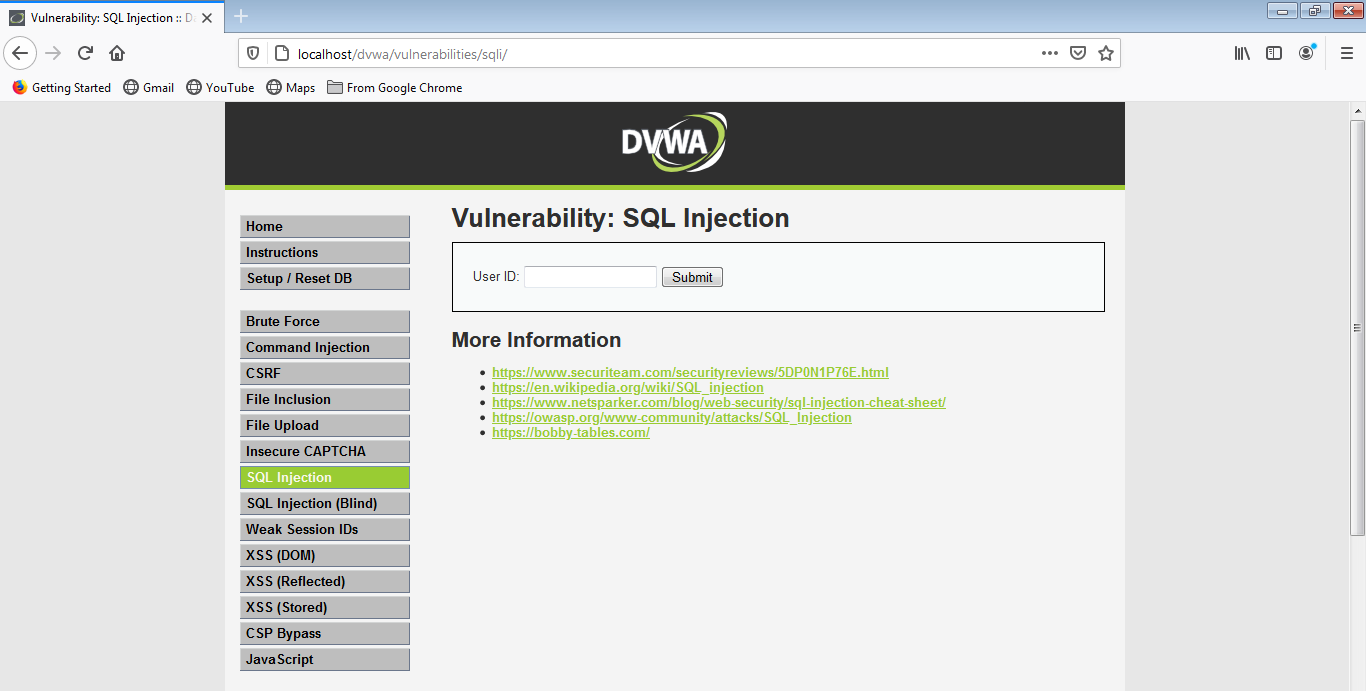 Vulnerability: SQL Injection :: D
localhost/dvwa/vulnerabilities/sqli/
Getting Started Gmail YouTube Maps From Google Chrome
DVWA
Home
Instructions
Setup / Reset DB
Brute Force
Command Injection
CSRF
File Inclusion
File Upload
Insecure CAPTCHA
SQL Injection
SQL Injection (Blind)
Weak Session IDs
XSS (DOM)
XSS (Reflected)
XSS (Stored)
CSP Bypass
JavaScript
Vulnerability: SQL Injection
User ID: Submit
More Information
https://www.securiteam.com/securityreviews/5DP0N1P76E.html
https://en.wikipedia.org/wiki/SQL_injection
https://www.netsparker.com/blog/web-security/sql-injection-cheat-sheet/
https://owasp.org/www-community/attacks/SQL_Injection
https://bobby-tables.com/